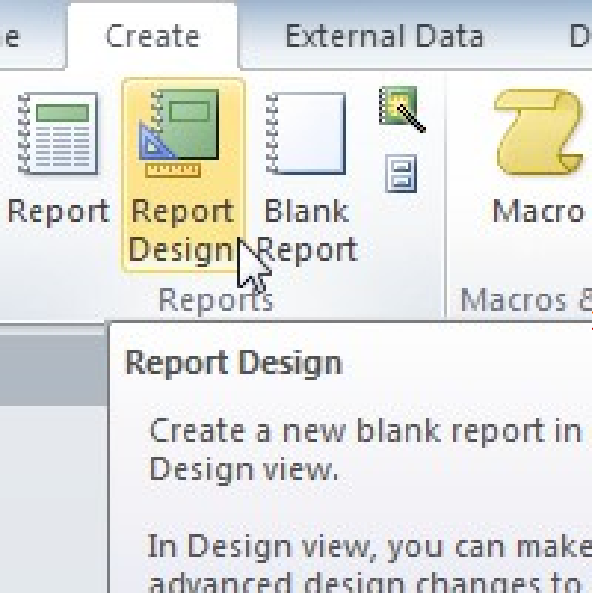 Create External Data
Report Report Blank Macro
Design Report
Reports Macros &
Report Design
Create a new blank report in
Design view.
In Design view, you can make
advanced design changes to